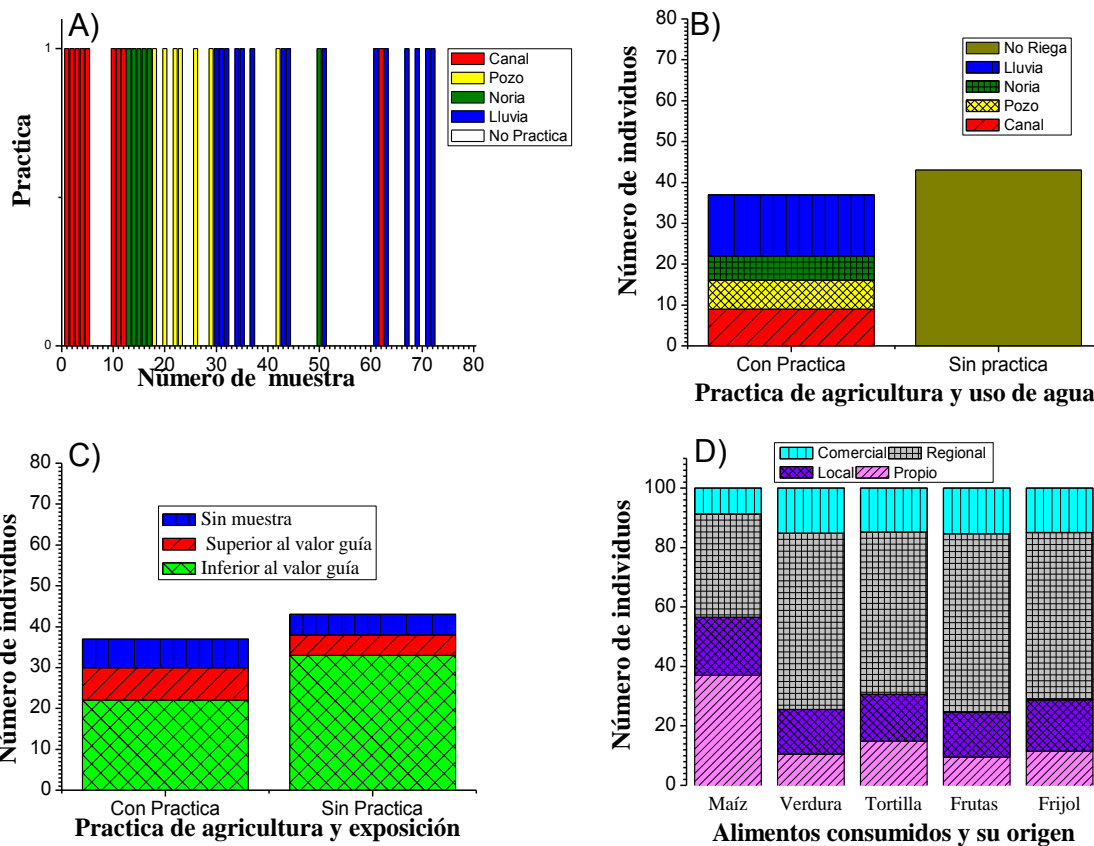 A)
Practica
1
0
Canal
Pozo
Noria
Lluvia
No Practica
0 10 20 30 40 50 60 70 80
Número de muestra
B)
Número de individuos
80
70
60
50
40
30
20
10
0
No Riega
Lluvia
Noria
Pozo
Canal
Con Practica Sin practica
Practica de agricultura y uso de agua
C)
Número de individuos
80
70
60
50
40
30
20
10
0
Sin muestra
Superior al valor guía
Inferior al valor guía
Con Practica Sin Practica
Practica de agricultura y exposición
D)
Número de individuos
100
80
60
40
20
0
Comercial Regional
Local Propio
Maíz Verdura Tortilla Frutas Frijol
Alimentos consumidos y su origen